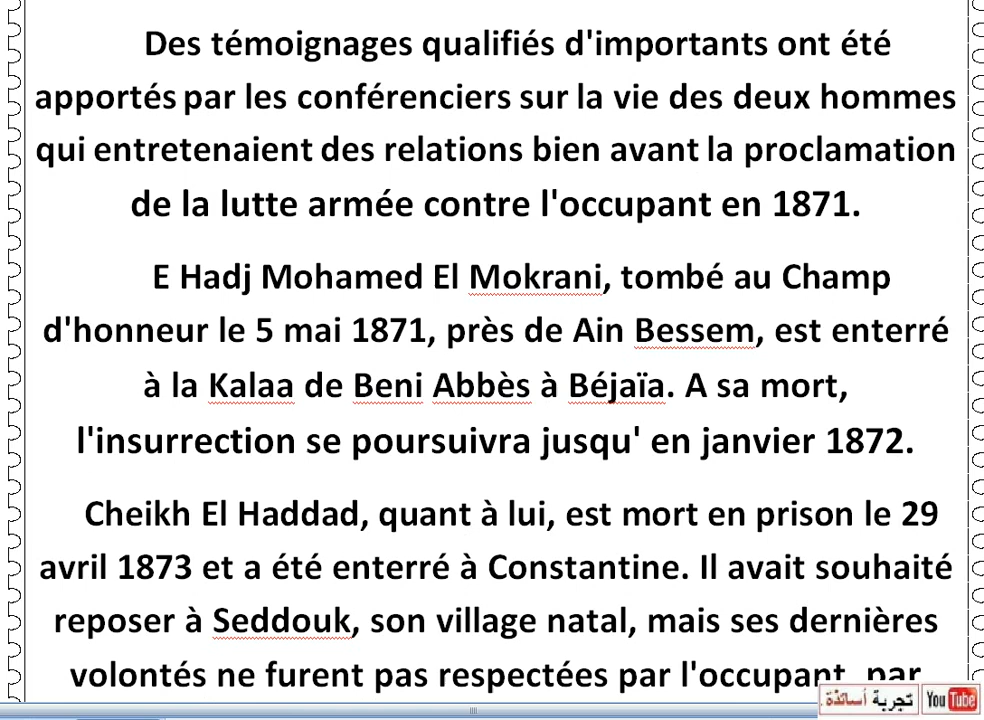 Des témoignages qualifiés d'importants ont été
apportés par les conférenciers sur la vie des deux hommes
qui entretenaient des relations bien avant la proclamation
de la lutte armée contre l'occupant en 1871.
E Hadj Mohamed El Mokrani, tombé au Champ
d'honneur le 5 mai 1871, près de Ain Bessem, est enterré
à la Kalaa de Beni Abbès à Béjaïa. A sa mort,
l'insurrection se poursuivra jusqu' en janvier 1872.
Cheikh El Haddad, quant à lui, est mort en prison le 29
avril 1873 et a été enterré à Constantine. Il avait souhaité
reposer à Seddouk, son village natal, mais ses dernières
volontés ne furent pas respectées par l'occupant, par
تجربة أساتذة.
YouTube